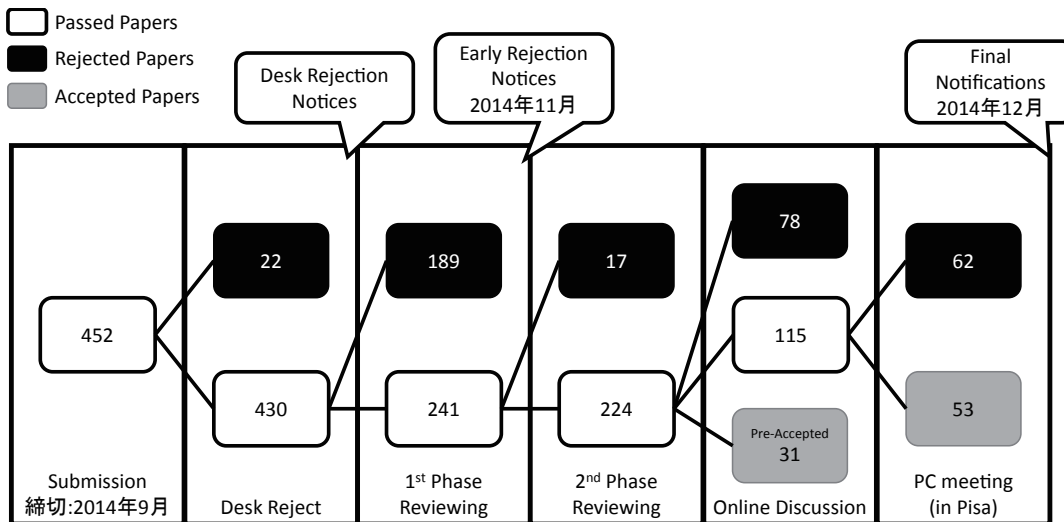 Passed Papers
Rejected Papers
Accepted Papers
Desk Rejection
Notices
Early Rejection
Notices
2014年11月
Final
Notifications
2014年12月
452
22
430
189
241
17
224
78
115
Pre-Accepted
31
62
53
Submission
締切:2014年9月
Desk Reject
1st Phase
Reviewing
2nd Phase
Reviewing
Online Discussion
PC meeting
(in Pisa)